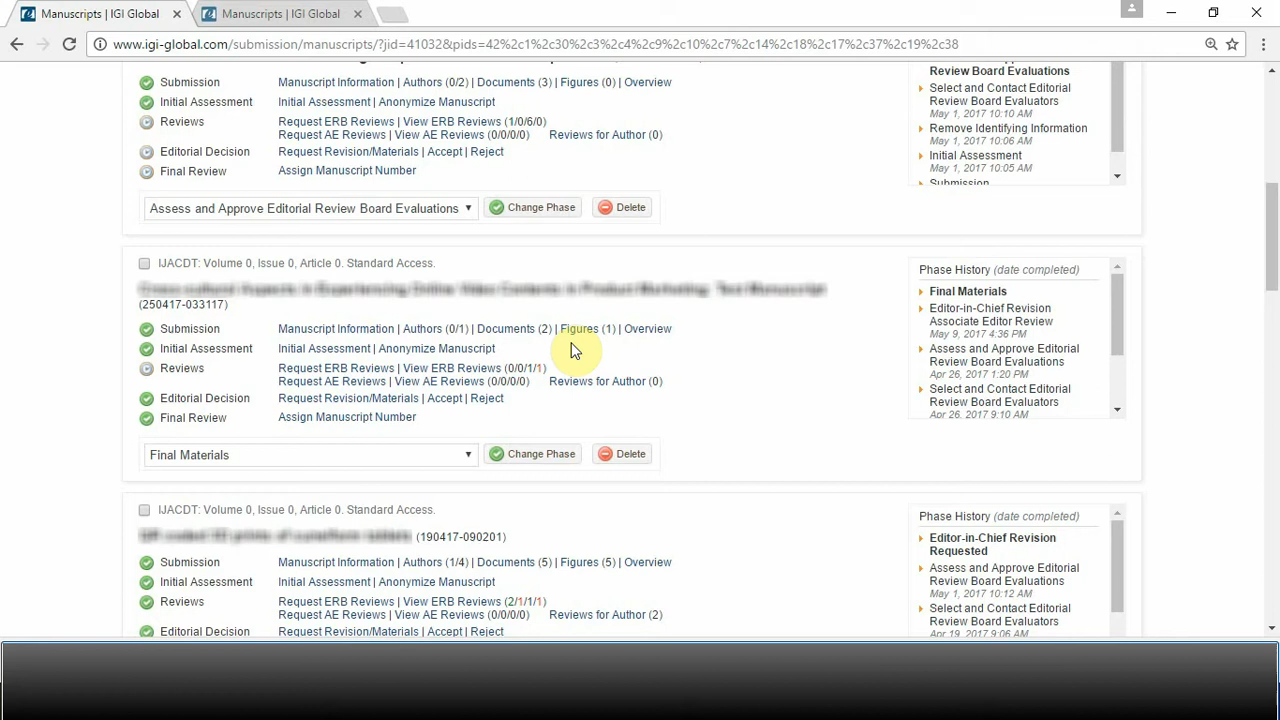 Manuscripts | IGI Global
Manuscripts | IGI Global
www.igi-global.com/submission/manuscripts/?jid=41032&pids=42%2c1%2c30%2c3%2c4%2c9%2c10%2c7%2c14%2c18%2c17%2c37%2c19%2c38
Submission Manuscript Information | Authors (0/2) | Documents (3) | Figures (0) | Overview
Initial Assessment Initial Assessment | Anonymize Manuscript
Reviews Request ERB Reviews | View ERB Reviews (1/0/6/0)
Request AE Reviews | View AE Reviews (0/0/0/0) Reviews for Author (0)
Editorial Decision Request Revision/Materials | Accept | Reject
Final Review Assign Manuscript Number
Assess and Approve Editorial Review Board Evaluations Change Phase Delete
Review Board Evaluations
Select and Contact Editorial
Review Board Evaluators
May 1, 2017 10:10 AM
Remove Identifying Information
May 1, 2017 10:06 AM
Initial Assessment
May 1, 2017 10:05 AM
Submission
IJACDT: Volume 0, Issue 0, Article 0. Standard Access.
(250417-033117)
Submission Manuscript Information | Authors (0/1) | Documents (2) | Figures (1) | Overview
Initial Assessment Initial Assessment | Anonymize Manuscript
Reviews Request ERB Reviews | View ERB Reviews (0/0/1/1)
Request AE Reviews | View AE Reviews (0/0/0/0) Reviews for Author (0)
Editorial Decision Request Revision/Materials | Accept | Reject
Final Review Assign Manuscript Number
Final Materials Change Phase Delete
Phase History (date completed)
Final Materials
Editor-in-Chief Revision
Associate Editor Review
May 9, 2017 4:36 PM
Assess and Approve Editorial
Review Board Evaluations
Apr 26, 2017 1:20 PM
Select and Contact Editorial
Review Board Evaluators
Apr 26, 2017 9:10 AM
IJACDT: Volume 0, Issue 0, Article 0. Standard Access.
(190417-090201)
Submission Manuscript Information | Authors (1/4) | Documents (5) | Figures (5) | Overview
Initial Assessment Initial Assessment | Anonymize Manuscript
Reviews Request ERB Reviews | View ERB Reviews (2/1/1/1)
Request AE Reviews | View AE Reviews (0/0/0/0) Reviews for Author (2)
Editorial Decision Request Revision/Materials | Accept | Reject
Phase History (date completed)
Editor-in-Chief Revision
Requested
Assess and Approve Editorial
Review Board Evaluations
May 1, 2017 10:12 AM
Select and Contact Editorial
Review Board Evaluators
Apr 19, 2017 9:06 AM